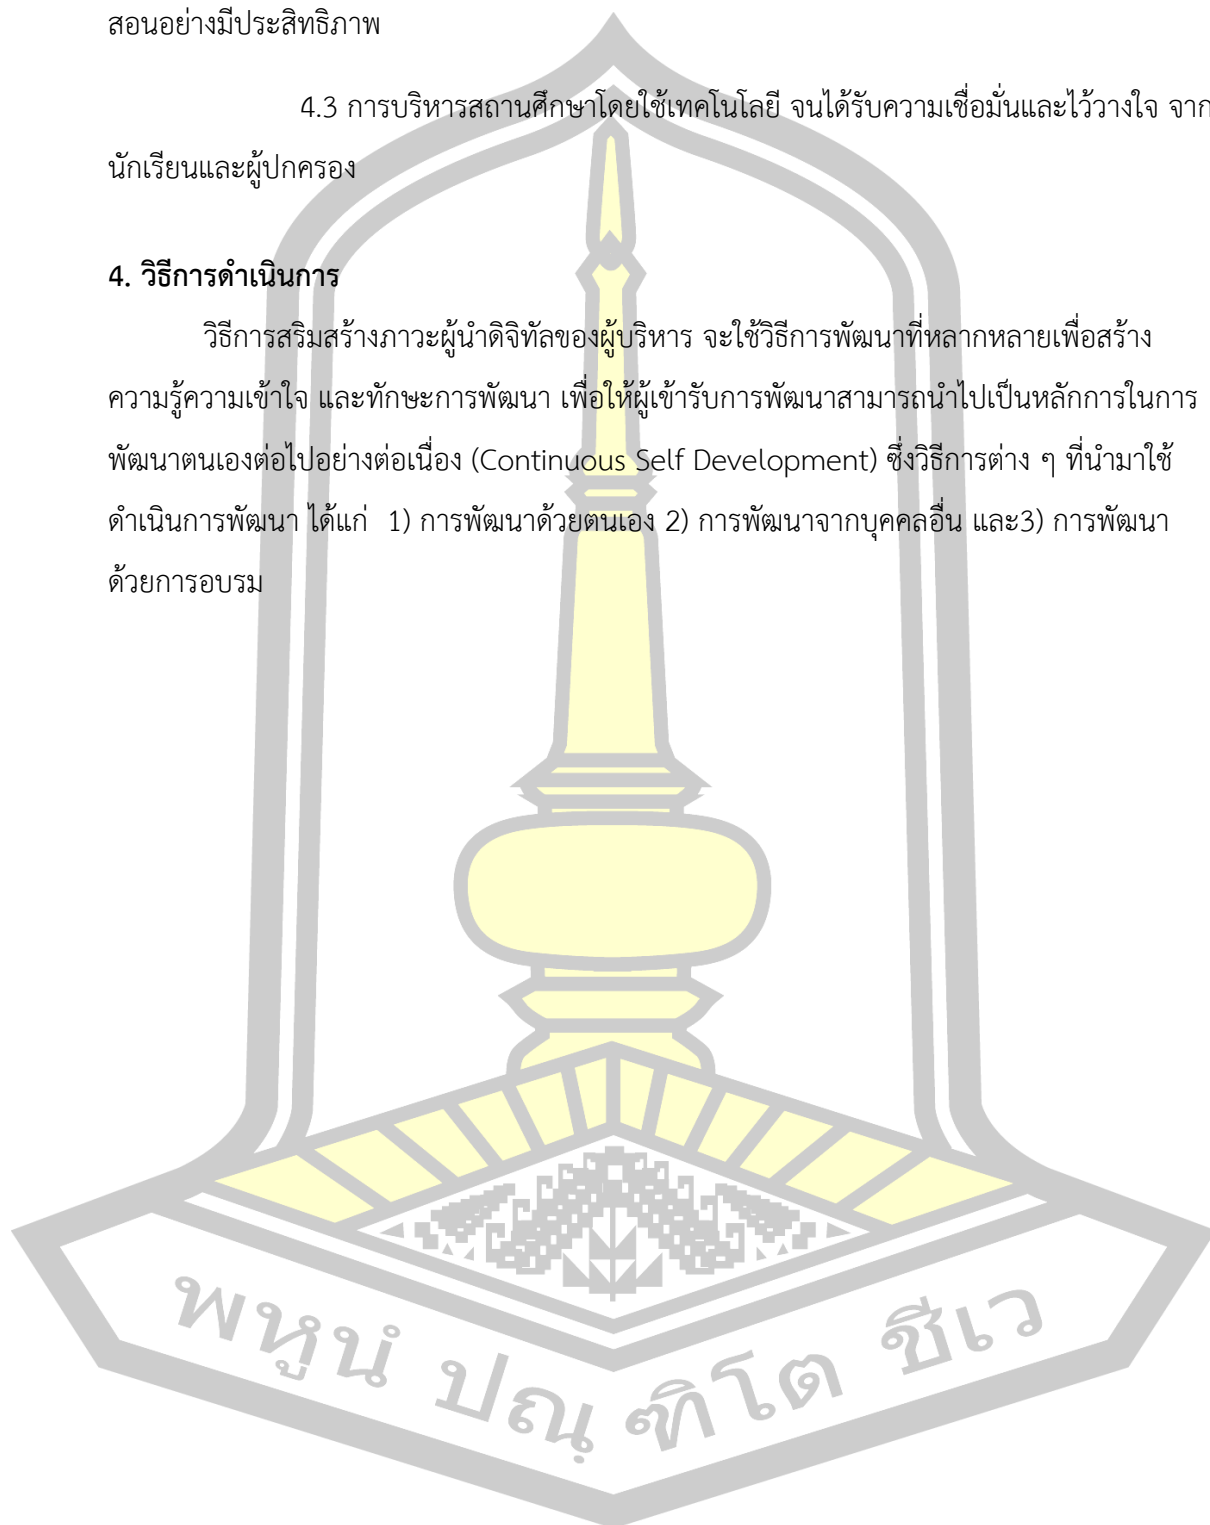 สอนอย่างมีประสิทธิภาพ
4.3 การบริหารสถานศึกษาโดยใช้เทคโนโลยี จนได้รับความเชื่อมั่นและไว้วางใจ จาก
นักเรียนและผู้ปกครอง
4. วิธีการดำเนินการ
วิธีการสริมสร้างภาวะผู้นำดิจิทัลของผู้บริหาร จะใช้วิธีการพัฒนาที่หลากหลายเพื่อสร้าง
ความรู้ความเข้าใจ และทักษะการพัฒนา เพื่อให้ผู้เข้ารับการพัฒนาสามารถนำไปเป็นหลักการในการ
พัฒนาตนเองต่อไปอย่างต่อเนื่อง (Continuous Self Development) ซึ่งวิธีการต่าง ๆ ที่นำมาใช้
ดำเนินการพัฒนา ได้แก่  1) การพัฒนาด้วยตนเอง 2) การพัฒนาจากบุคคลอื่น และ3) การพัฒนา
ด้วยการอบรม
พหูนํ ปณฺ ฑิโต ชีเว